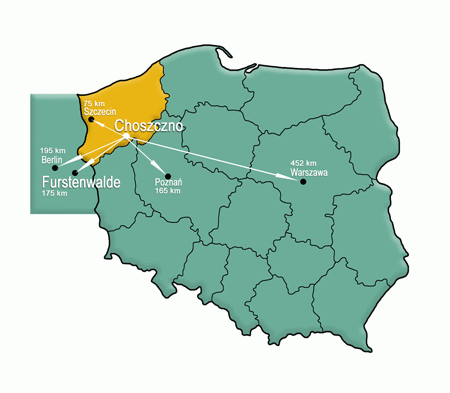 75 km
Szczecin
Choszczno
195 km
Berlin
Furstenwalde
175 km
Poznań
165 km
452 km
Warszawa